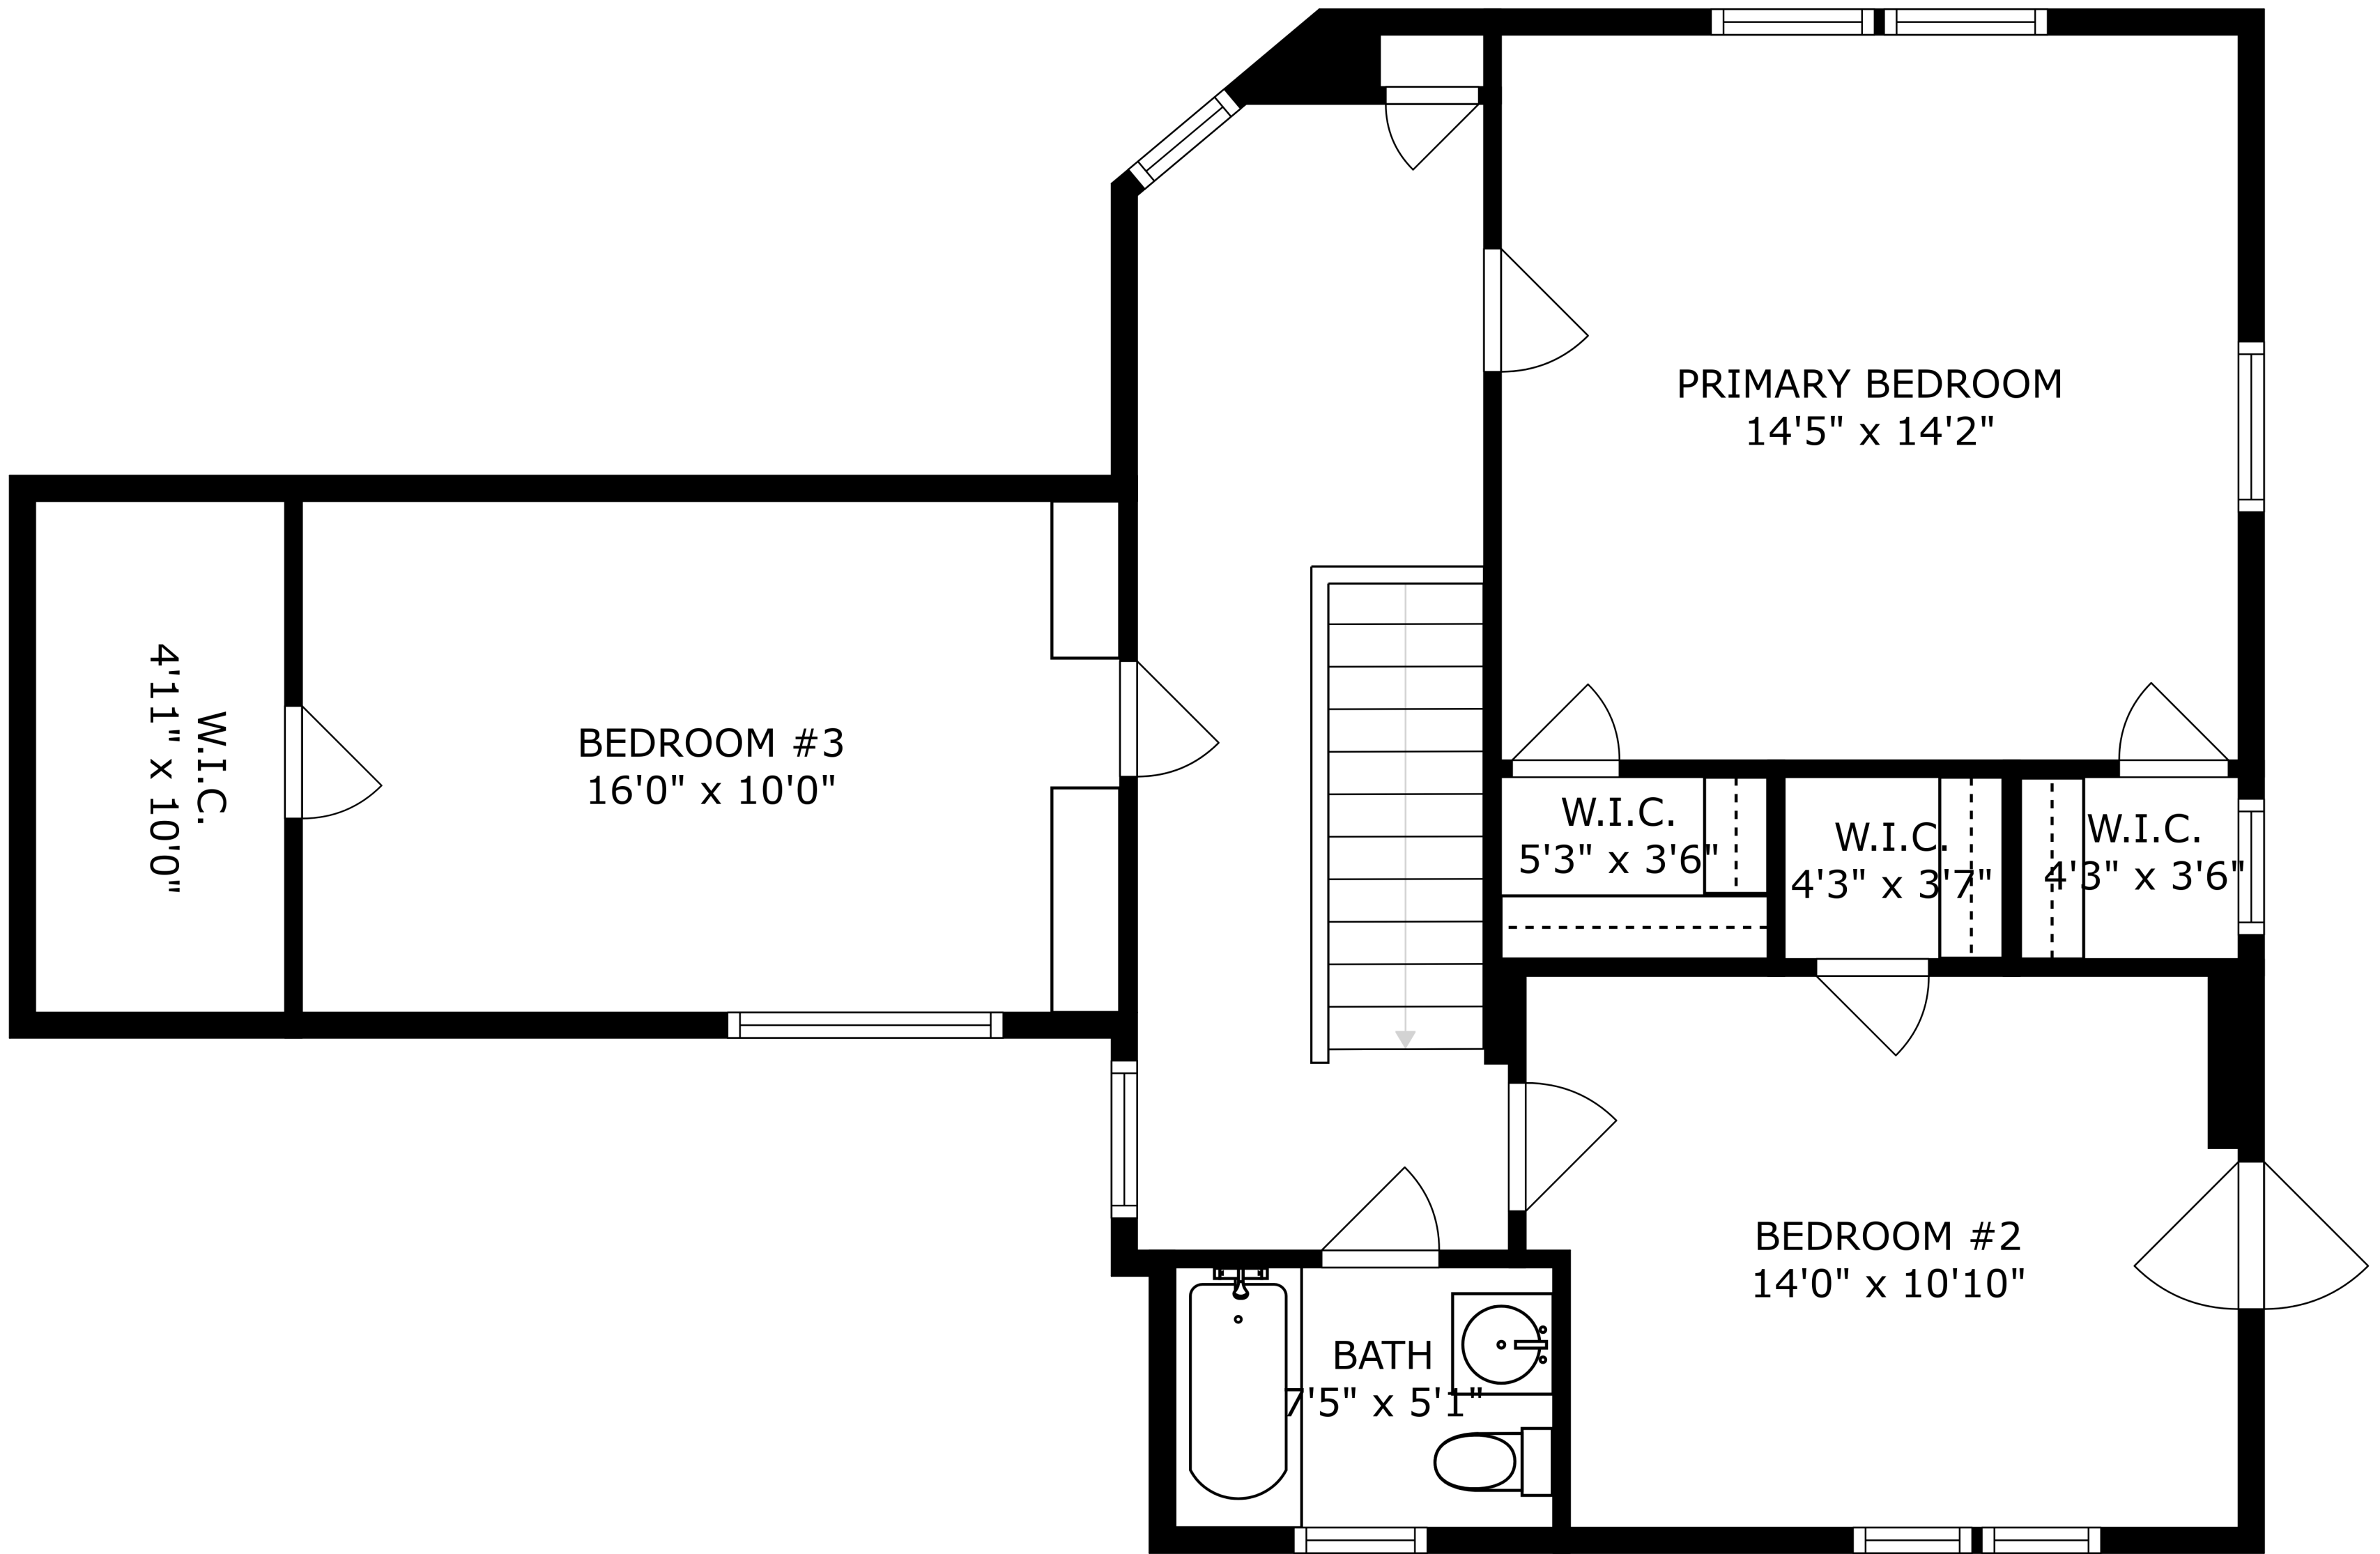 PRIMARY BEDROOM
14'5" x 14'2"
BEDROOM #3
16'0" x 10'0"
W.I.C.
4'11" x 10'0"
W.I.C.
5'3" x 3'6"
W.I.C.
4'3" x 3'7"
W.I.C.
4'3" x 3'6"
BEDROOM #2
14'0" x 10'10"
BATH
7'5" x 5'1"